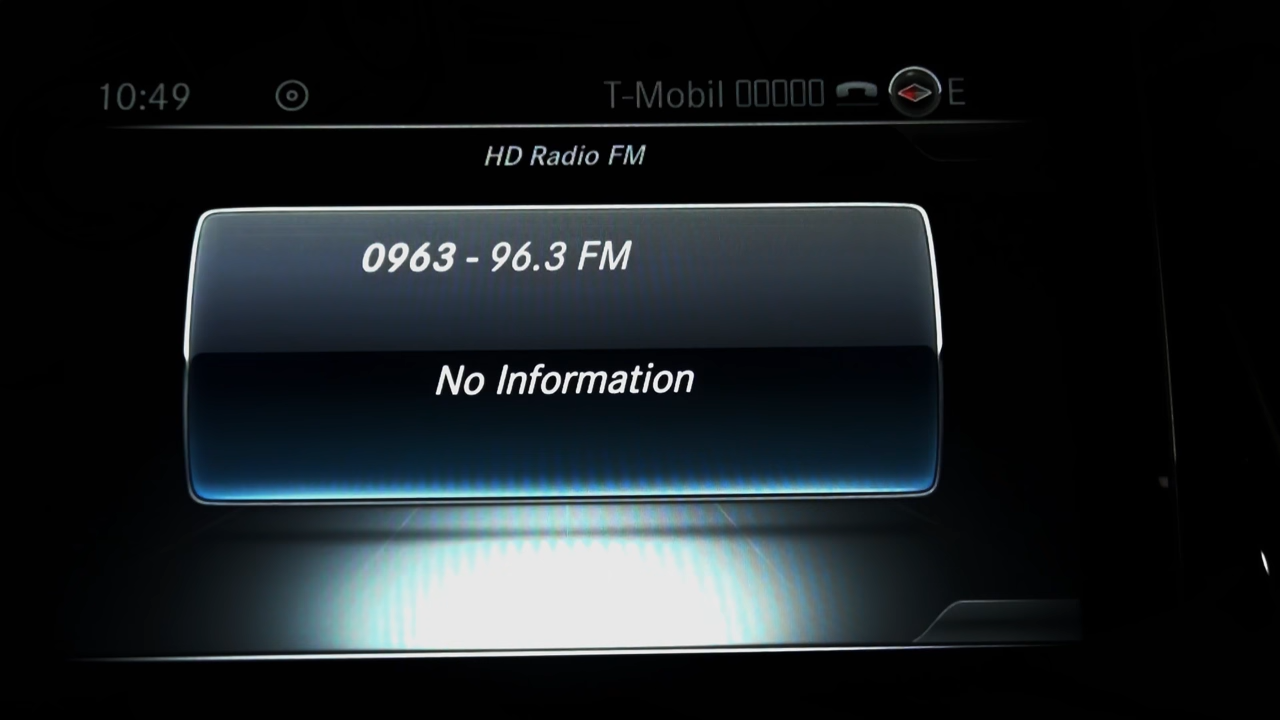 10:49 T-Mobil E
HD Radio FM
0963 - 96.3 FM
No Information